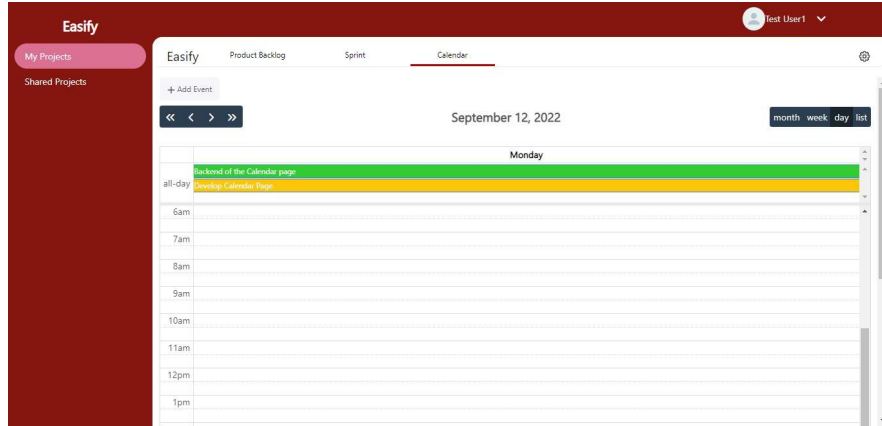 Easify
Test User1
My Projects
Shared Projects
Easify Product Backlog Sprint Calendar
+ Add Event
September 12, 2022
month week day list
Monday
all-day
Backend of the Calendar page
Develop Calendar Page
6am
7am
8am
9am
10am
11am
12pm
1pm